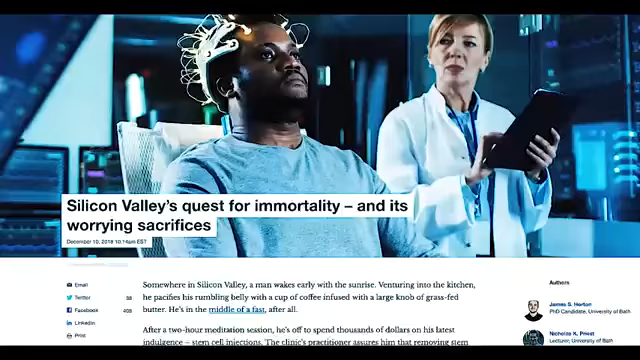 Silicon Valley's quest for immortality – and its
worrying sacrifices
December 10, 2018 10:14am EST
Email
Twitter 38
Facebook 408
LinkedIn
Print
Somewhere in Silicon Valley, a man wakes early with the sunrise. Venturing into the kitchen,
he pacifies his rumbling belly with a cup of coffee infused with a large knob of grass-fed
butter. He's in the middle of a fast, after all.
After a two-hour meditation session, he's off to spend thousands of dollars on his latest
indulgence – stem cell injections. The clinic's practitioner assures him that removing stem
Authors
James S. Horton
PhD Candidate, University of Bath
Nicholas K. Priest
Lecturer, University of Bath